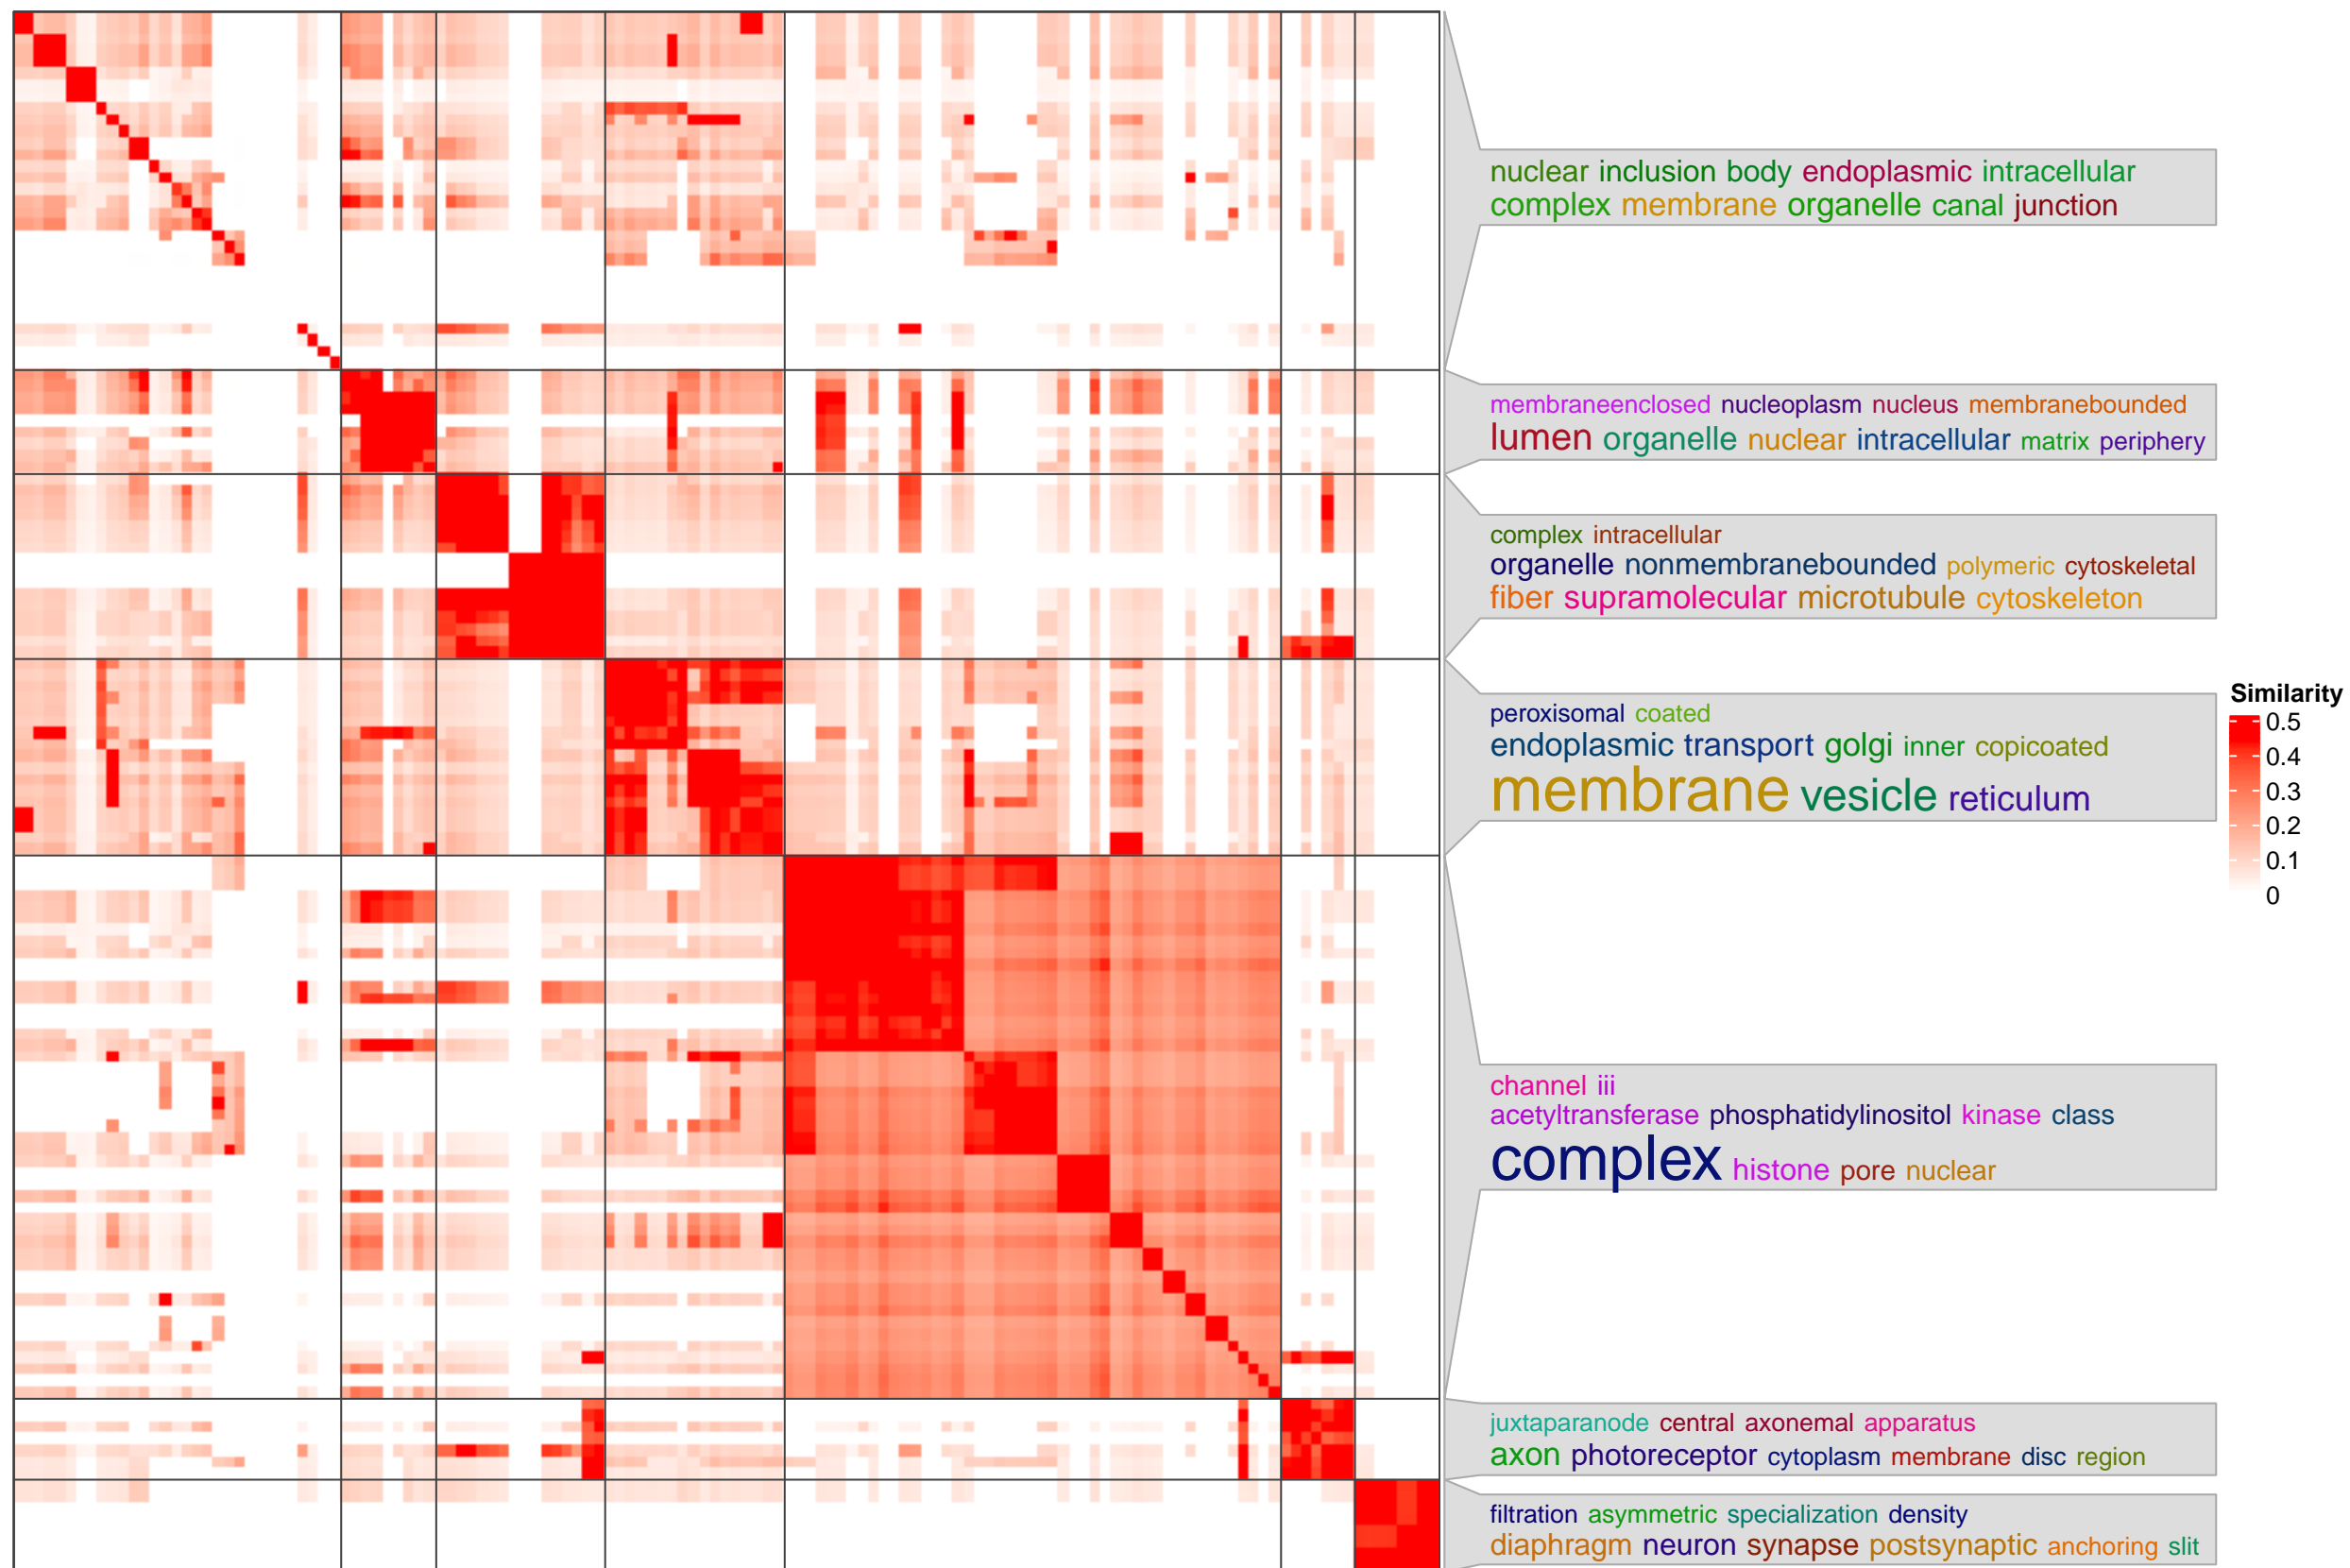 nuclear inclusion body endoplasmic intracellular
complex membrane organelle canal junction
membraneenclosed nucleoplasm nucleus membranebounded
lumen organelle nuclear intracellular matrix periphery
complex intracellular
organelle nonmembranebounded polymeric cytoskeletal
fiber supramolecular microtubule cytoskeleton
peroxisomal coated
endoplasmic transport golgi inner copicoated
membrane vesicle reticulum
channel iii
acetyltransferase phosphatidylinositol kinase class
complex histone pore nuclear
juxtaparanode central axonemal apparatus
axon photoreceptor cytoplasm membrane disc region
filtration asymmetric specialization density
diaphragm neuron synapse postsynaptic anchoring slit
Similarity
0.5
0.4
0.3
0.2
0.1
0